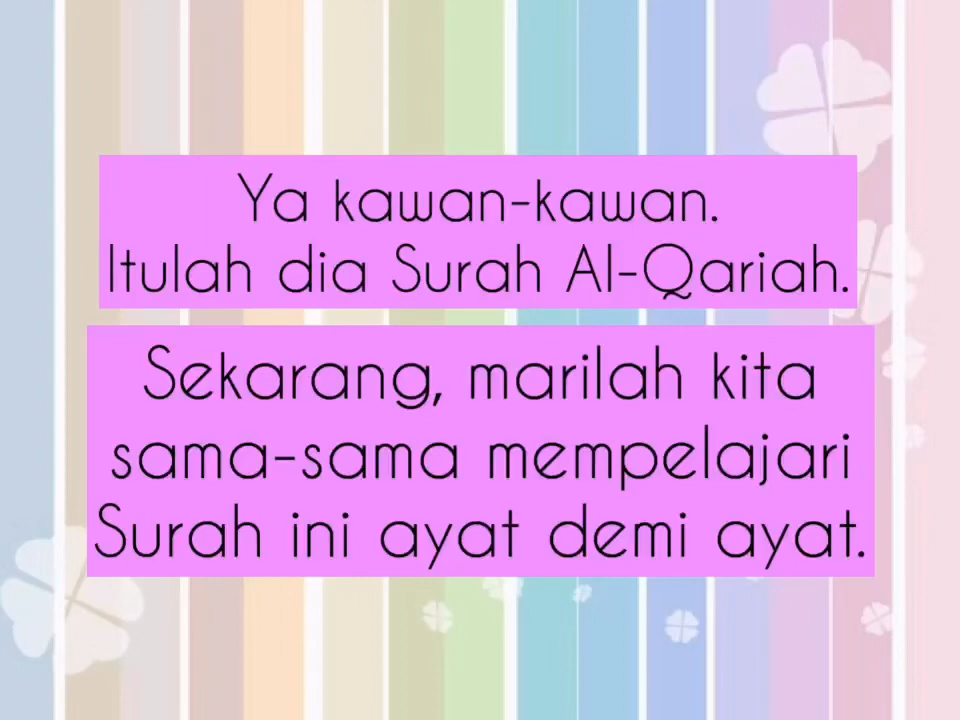 Ya kawan-kawan.
Itulah dia Surah Al-Qariah.
Sekarang, marilah kita
sama-sama mempelajari
Surah ini ayat demi ayat.